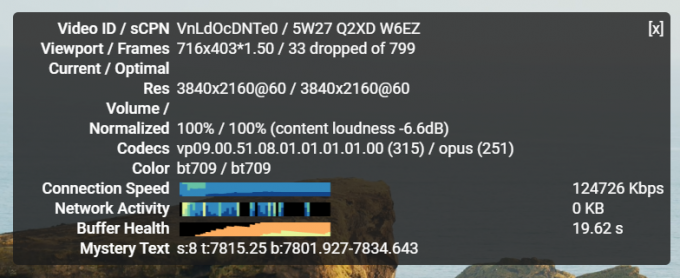 Video ID / sCPN VnLdOcDNTe0 / 5W27 Q2XD W6EZ [x]
Viewport / Frames 716x403*1.50 / 33 dropped of 799
Current / Optimal
Res 3840x2160@60 / 3840x2160@60
Volume /
Normalized 100% / 100% (content loudness -6.6dB)
Codecs vp09.00.51.08.01.01.01.01.00 (315) / opus (251)
Color bt709 / bt709
Connection Speed 124726 Kbps
Network Activity 0 KB
Buffer Health 19.62 s
Mystery Text s:8 t:7815.25 b:7801.927-7834.643